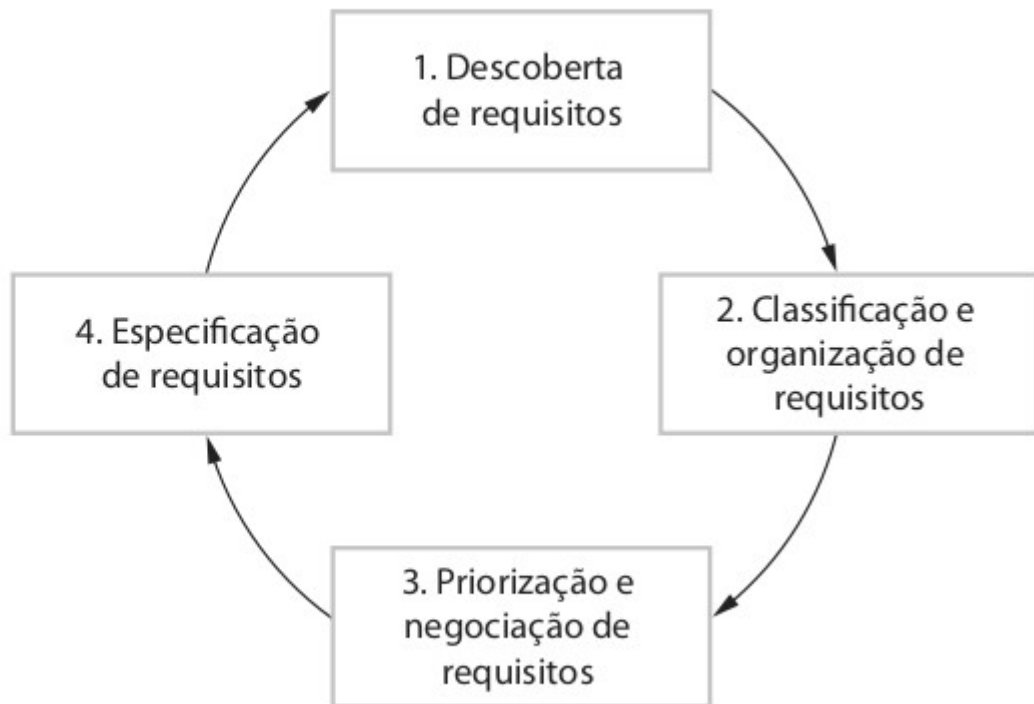 1. Descoberta
de requisitos
2. Classificação e
organização de
requisitos
3. Priorização e
negociação de
requisitos
4. Especificação
de requisitos